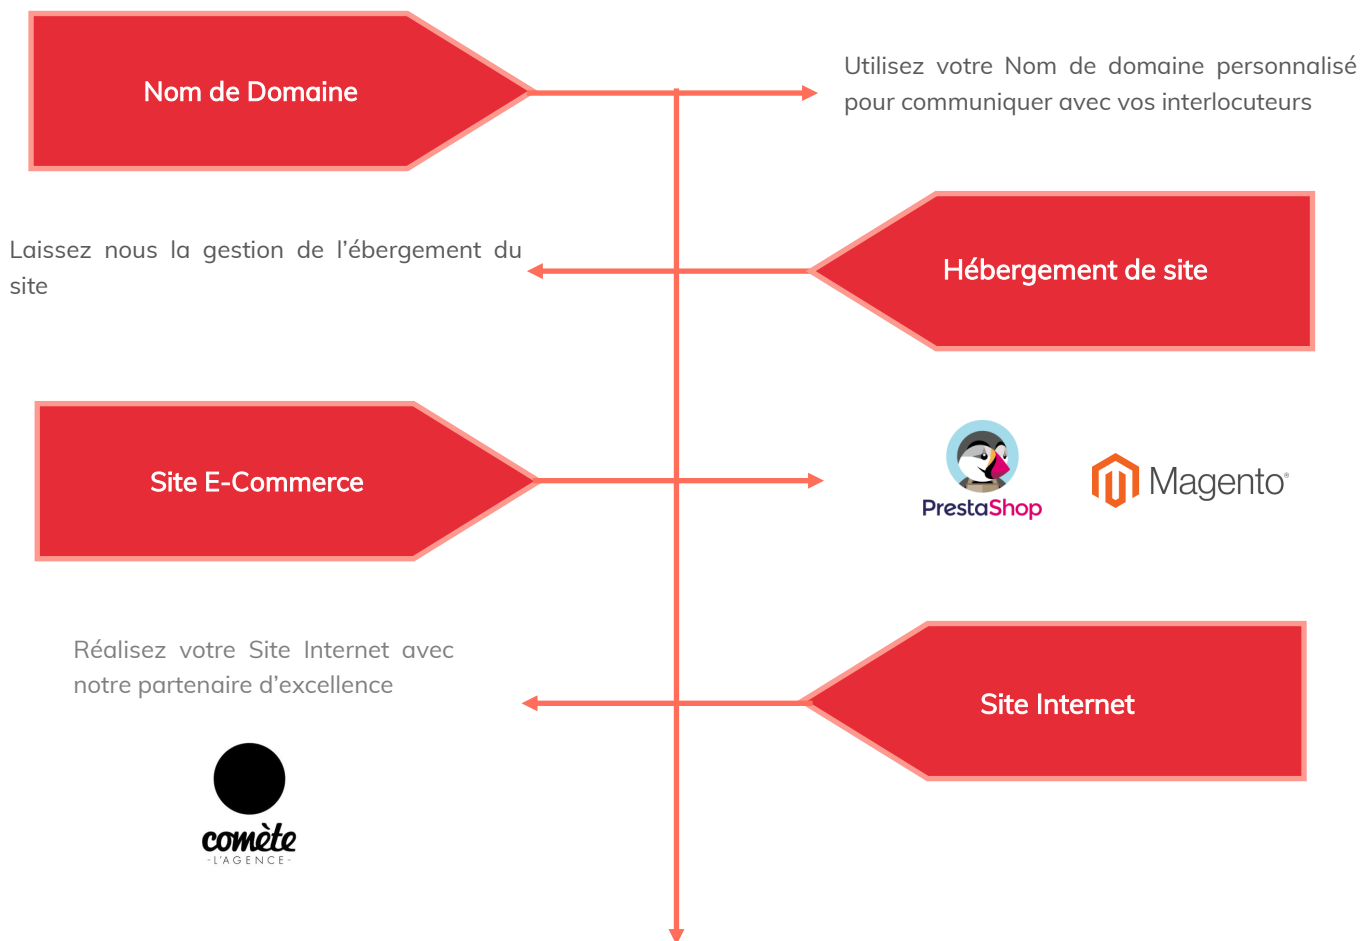 Nom de Domaine
Utilisez votre Nom de domaine personnalisé
pour communiquer avec vos interlocuteurs
Laissez nous la gestion de l’ébergement du
site
Hébergement de site
Site E-Commerce
PrestaShop
Magento®
Réalisez votre Site Internet avec
notre partenaire d’excellence
Site Internet
comète
-L'AGENCE-